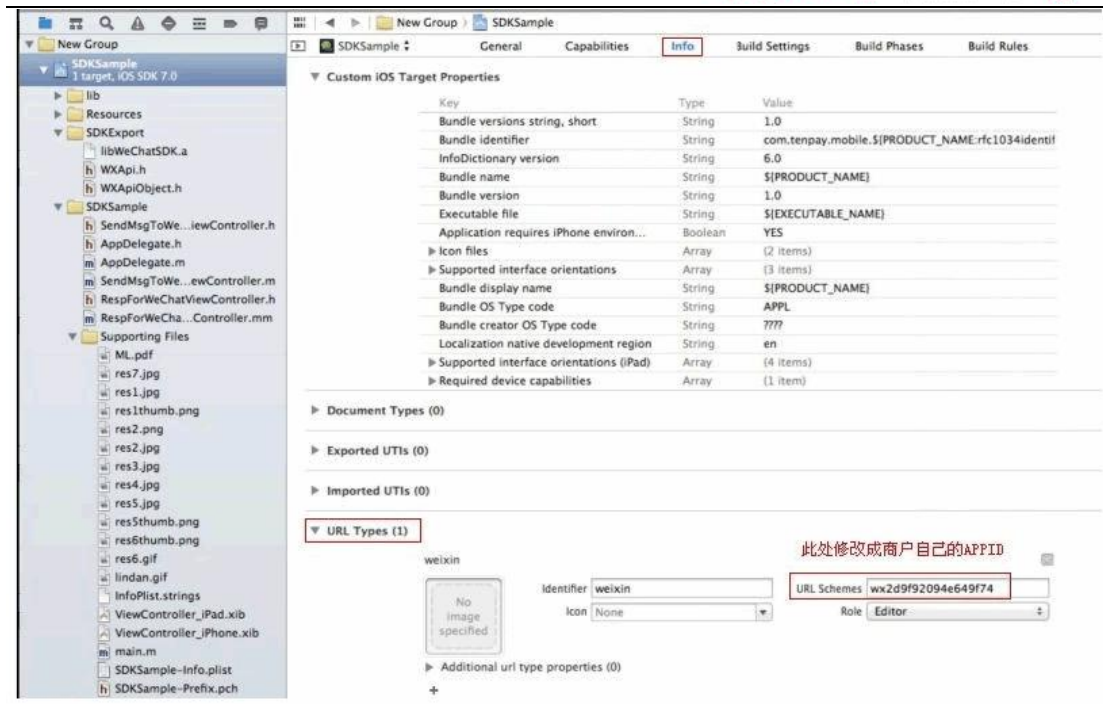 New Group
SDKSample
New Group
SDKSample
1 target, iOS SDK 7.0
lib
Resources
SDKExport
libWeChatSDK.a
WXApi.h
WXApiObject.h
SDKSample
SendMsgToWe...iewController.h
AppDelegate.h
AppDelegate.m
SendMsgToWe...ewController.m
RespForWeChatViewController.h
RespForWeCha...Controller.mm
Supporting Files
ML.pdf
res7.jpg
res1.jpg
res1thumb.png
res2.png
res2.jpg
res3.jpg
res4.jpg
res5.jpg
res5thumb.png
res6thumb.png
res6.gif
lindan.gif
InfoPlist.strings
ViewController_iPad.xib
ViewController_iPhone.xib
main.m
SDKSample-Info.plist
SDKSample-Prefix.pch
SDKSample General Capabilities Info Build Settings Build Phases Build Rules
Custom iOS Target Properties
Key Type Value
Bundle versions string, short String 1.0
Bundle identifier String com.tenpay.mobile.${PRODUCT_NAME:rfc1034identif
InfoDictionary version String 6.0
Bundle name String ${PRODUCT_NAME}
Bundle version String 1.0
Executable file String ${EXECUTABLE_NAME}
Application requires iPhone environ... Boolean YES
Icon files Array (2 items)
Supported interface orientations Array (3 items)
Bundle display name String ${PRODUCT_NAME}
Bundle OS Type code String APPL
Bundle creator OS Type code String ????
Localization native development region String en
Supported interface orientations (iPad) Array (4 items)
Required device capabilities Array (1 item)
Document Types (0)
Exported UTIs (0)
Imported UTIs (0)
URL Types (1)
此处修改成商户自己的APPID
weixin
No
image
specified
Identifier weixin URL Schemes wx2d9f92094e649f74
Icon None Role Editor
Additional url type properties (0)